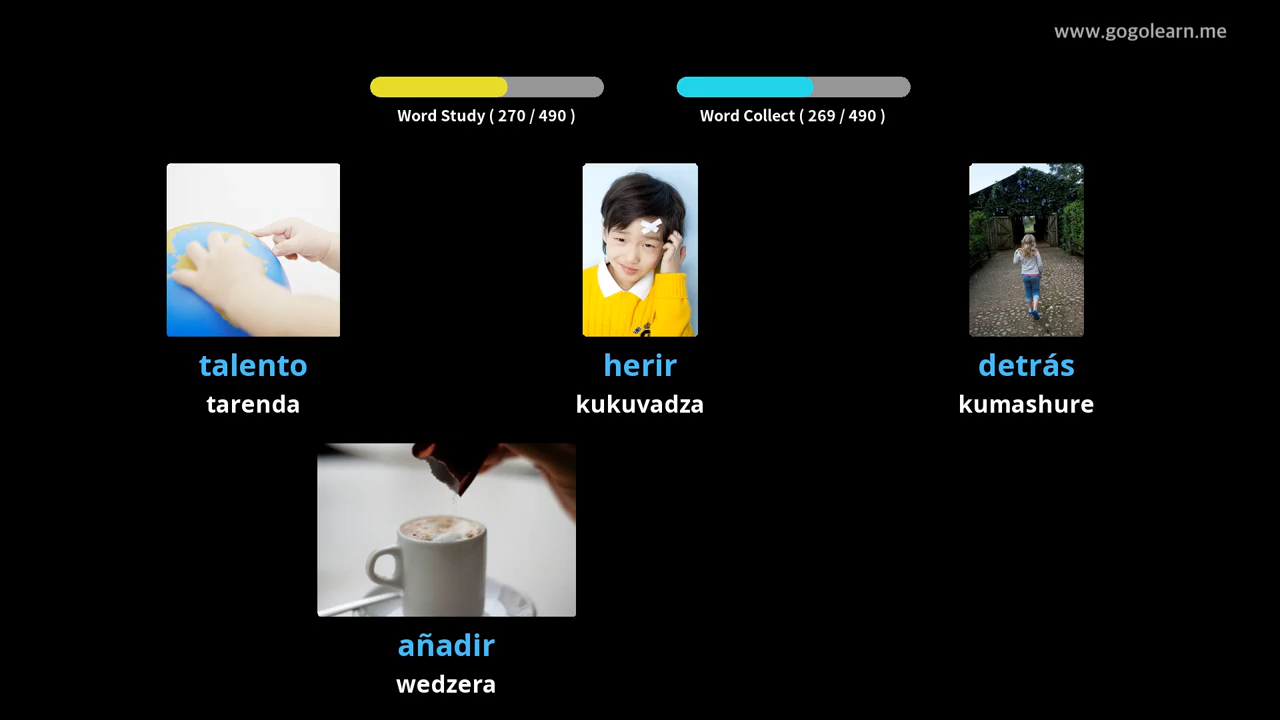 www.gogolearn.me
Word Study ( 270 / 490 )
Word Collect ( 269 / 490 )
talento
tarenda
herir
kukuvadza
detrás
kumashure
añadir
wedzera